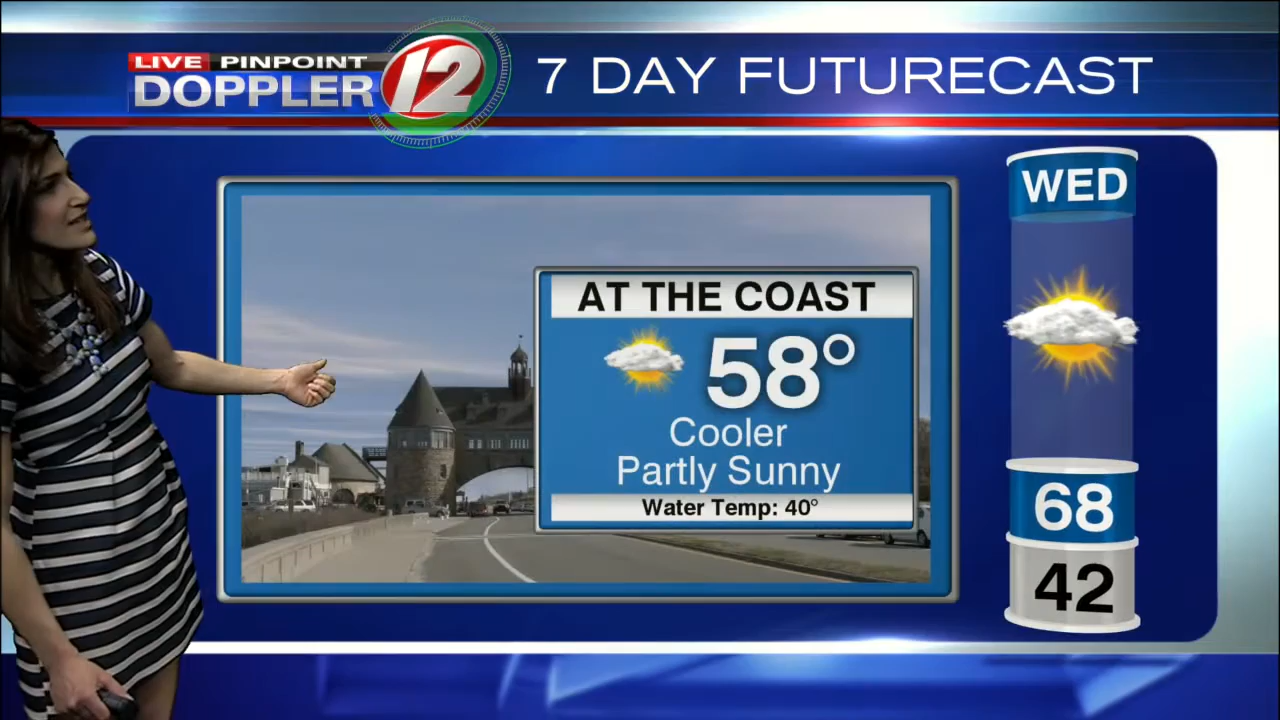 LIVE PINPOINT
DOPPLER 12
7 DAY FUTURECAST
WED
AT THE COAST
58°
Cooler
Partly Sunny
Water Temp: 40°
68
42